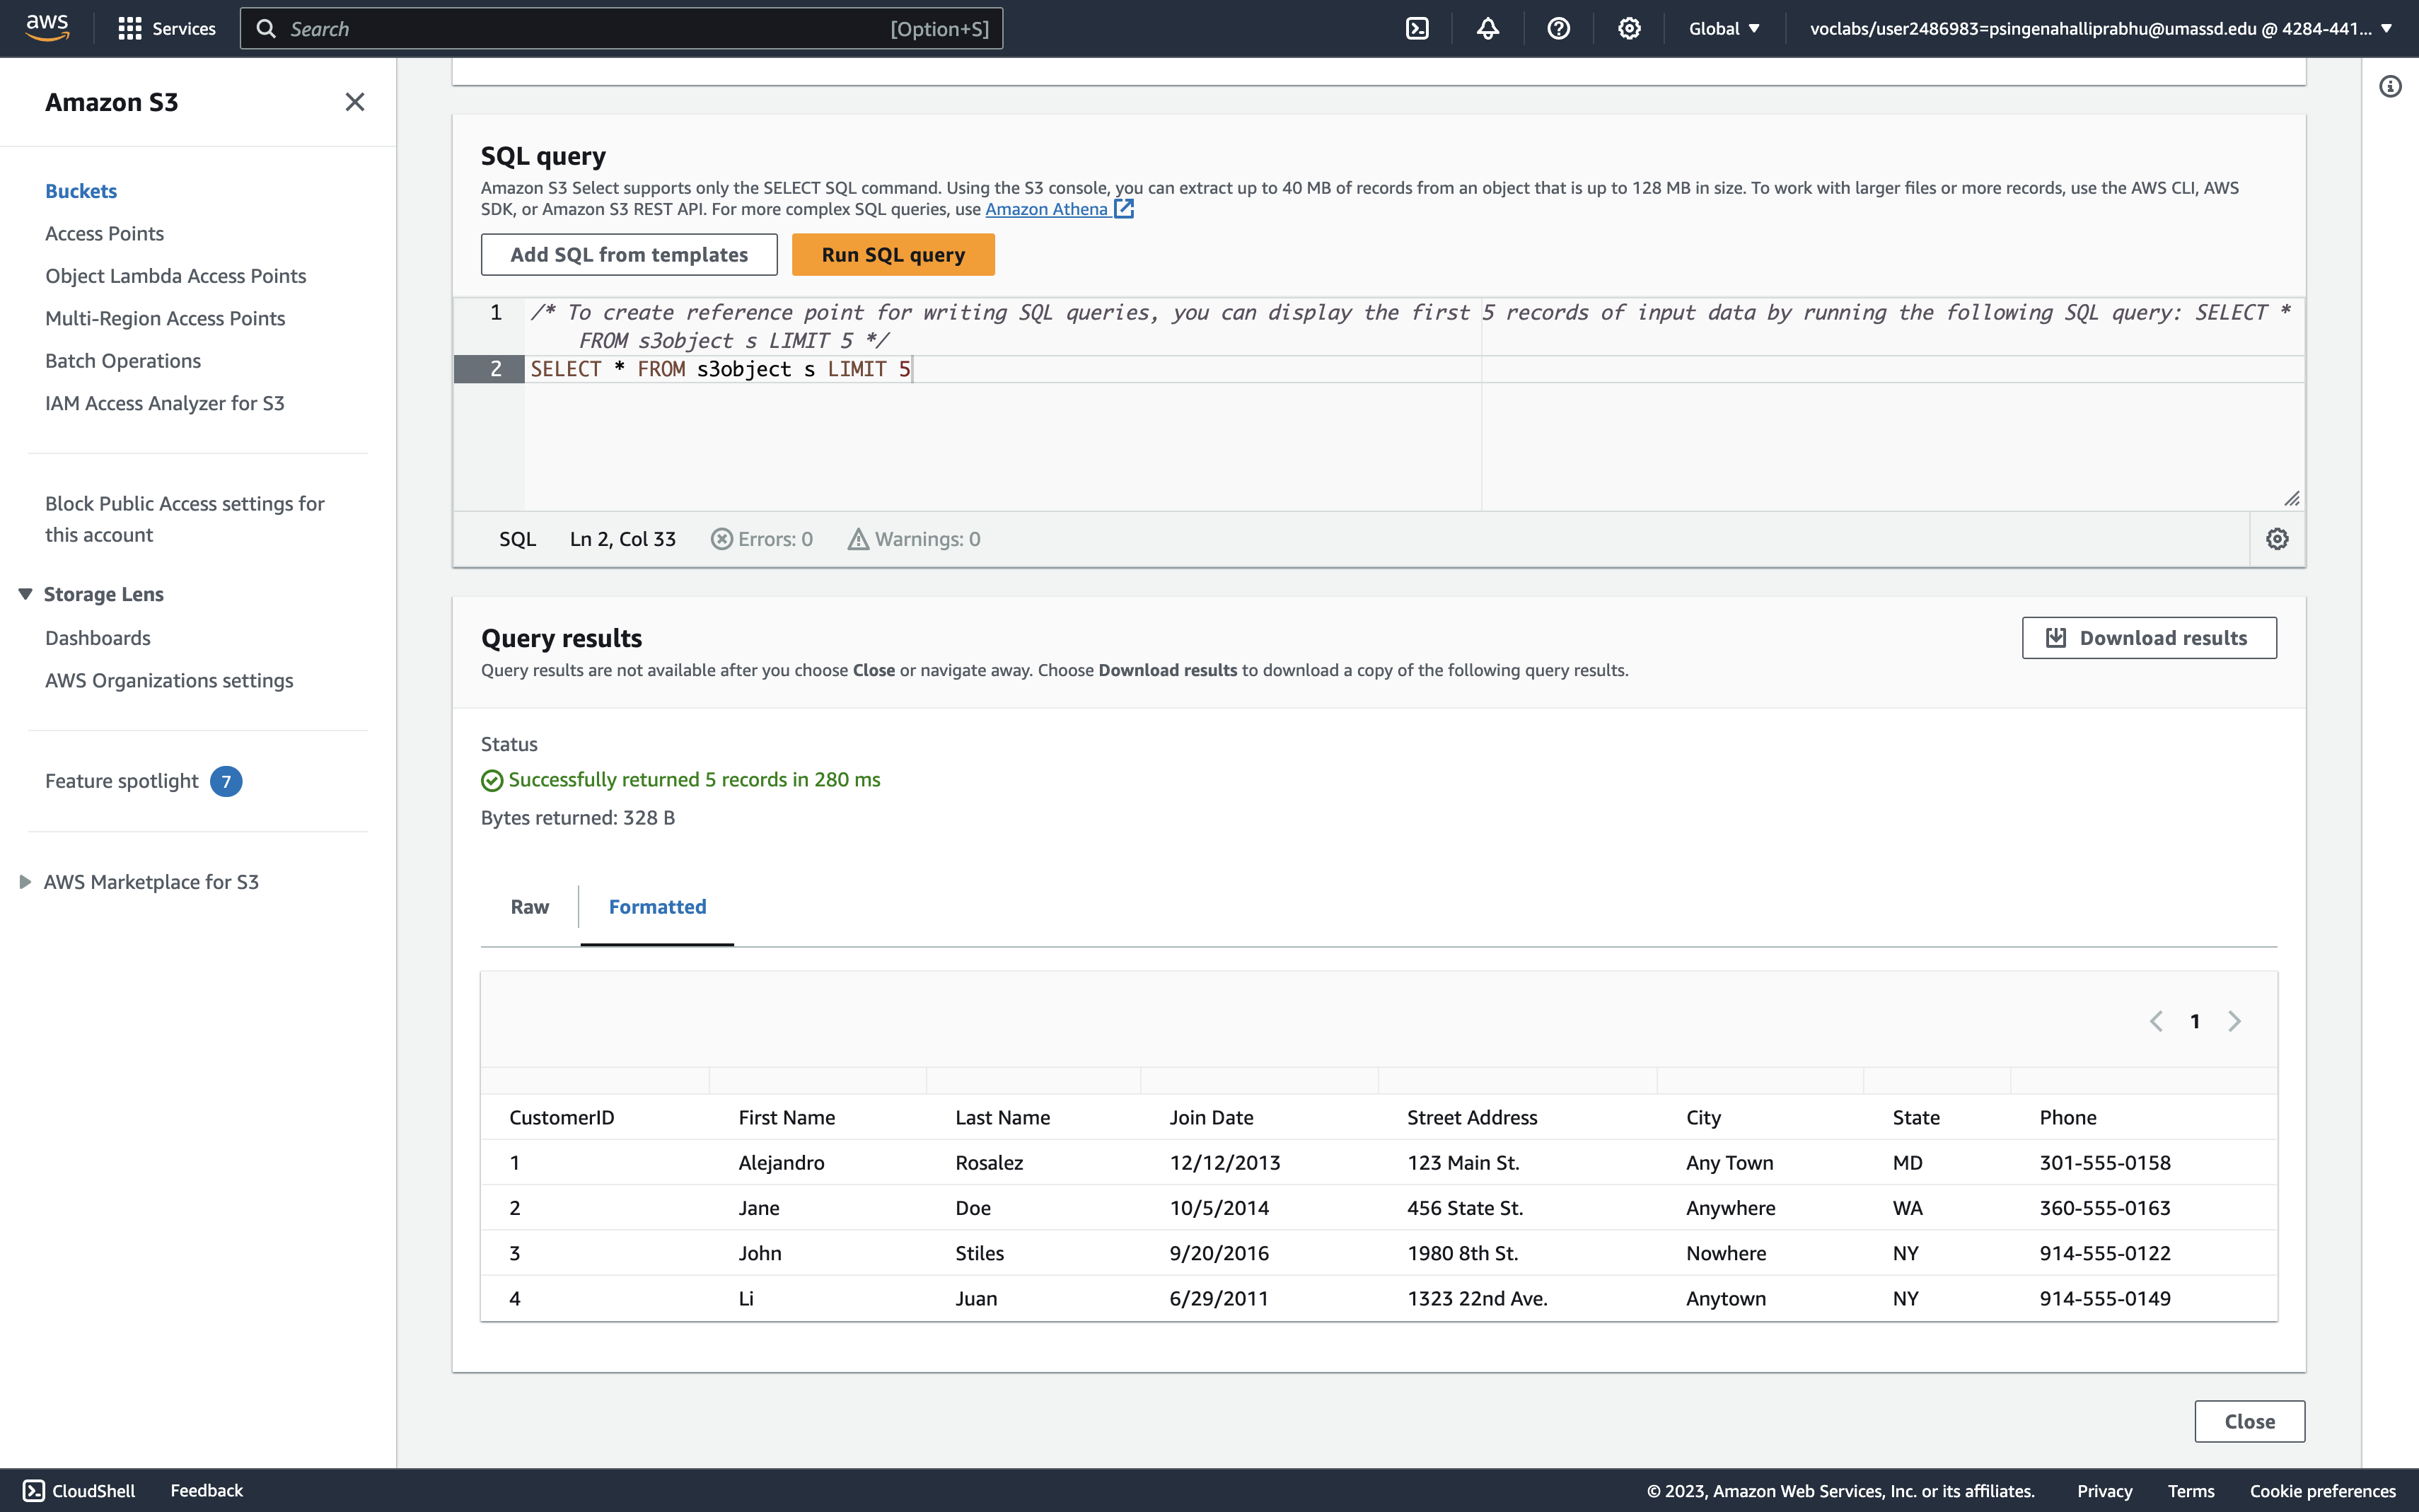 aws Services Search [Option+S] Global voclabs/user2486983=psingenahalliprabhu@umassd.edu @ 4284-441...
Amazon S3
Buckets
Access Points
Object Lambda Access Points
Multi-Region Access Points
Batch Operations
IAM Access Analyzer for S3
Block Public Access settings for
this account
Storage Lens
Dashboards
AWS Organizations settings
Feature spotlight 7
AWS Marketplace for S3
SQL query
Amazon S3 Select supports only the SELECT SQL command. Using the S3 console, you can extract up to 40 MB of records from an object that is up to 128 MB in size. To work with larger files or more records, use the AWS CLI, AWS
SDK, or Amazon S3 REST API. For more complex SQL queries, use Amazon Athena
Add SQL from templates Run SQL query
1 /* To create reference point for writing SQL queries, you can display the first 5 records of input data by running the following SQL query: SELECT *
FROM s3object s LIMIT 5 */
2 SELECT * FROM s3object s LIMIT 5
SQL Ln 2, Col 33 Errors: 0 Warnings: 0
Query results
Download results
Query results are not available after you choose Close or navigate away. Choose Download results to download a copy of the following query results.
Status
Successfully returned 5 records in 280 ms
Bytes returned: 328 B
Raw Formatted
1
CustomerID First Name Last Name Join Date Street Address City State Phone
1 Alejandro Rosalez 12/12/2013 123 Main St. Any Town MD 301-555-0158
2 Jane Doe 10/5/2014 456 State St. Anywhere WA 360-555-0163
3 John Stiles 9/20/2016 1980 8th St. Nowhere NY 914-555-0122
4 Li Juan 6/29/2011 1323 22nd Ave. Anytown NY 914-555-0149
Close
CloudShell Feedback © 2023, Amazon Web Services, Inc. or its affiliates. Privacy Terms Cookie preferences